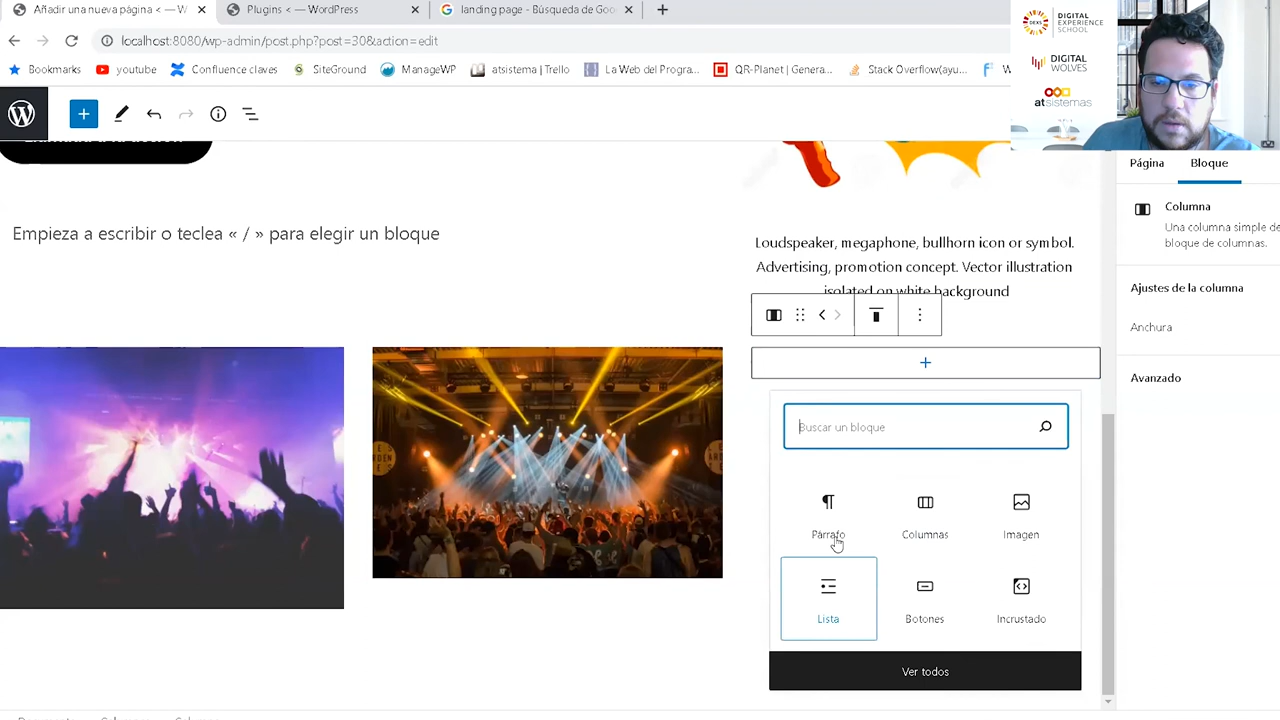 Añadir una nueva página < — W
Plugins < — WordPress
landing page - Búsqueda de Goo
localhost:8080/wp-admin/post.php?post=30&action=edit
Bookmarks
youtube
Confluence claves
SiteGround
ManageWP
atsistema | Trello
La Web del Progra...
QR-Planet | Genera...
Stack Overflow(ayu...
W
DEXS
DIGITAL
EXPERIENCE
SCHOOL
DIGITAL
WOLVES
atsistemas
Página
Bloque
Columna
Una columna simple de
bloque de columnas.
Ajustes de la columna
Anchura
Avanzado
Empieza a escribir o teclea « / » para elegir un bloque
Loudspeaker, megaphone, bullhorn icon or symbol.
Advertising, promotion concept. Vector illustration
isolated on white background
Buscar un bloque
Párrafo
Columnas
Imagen
Lista
Botones
Incrustado
Ver todos